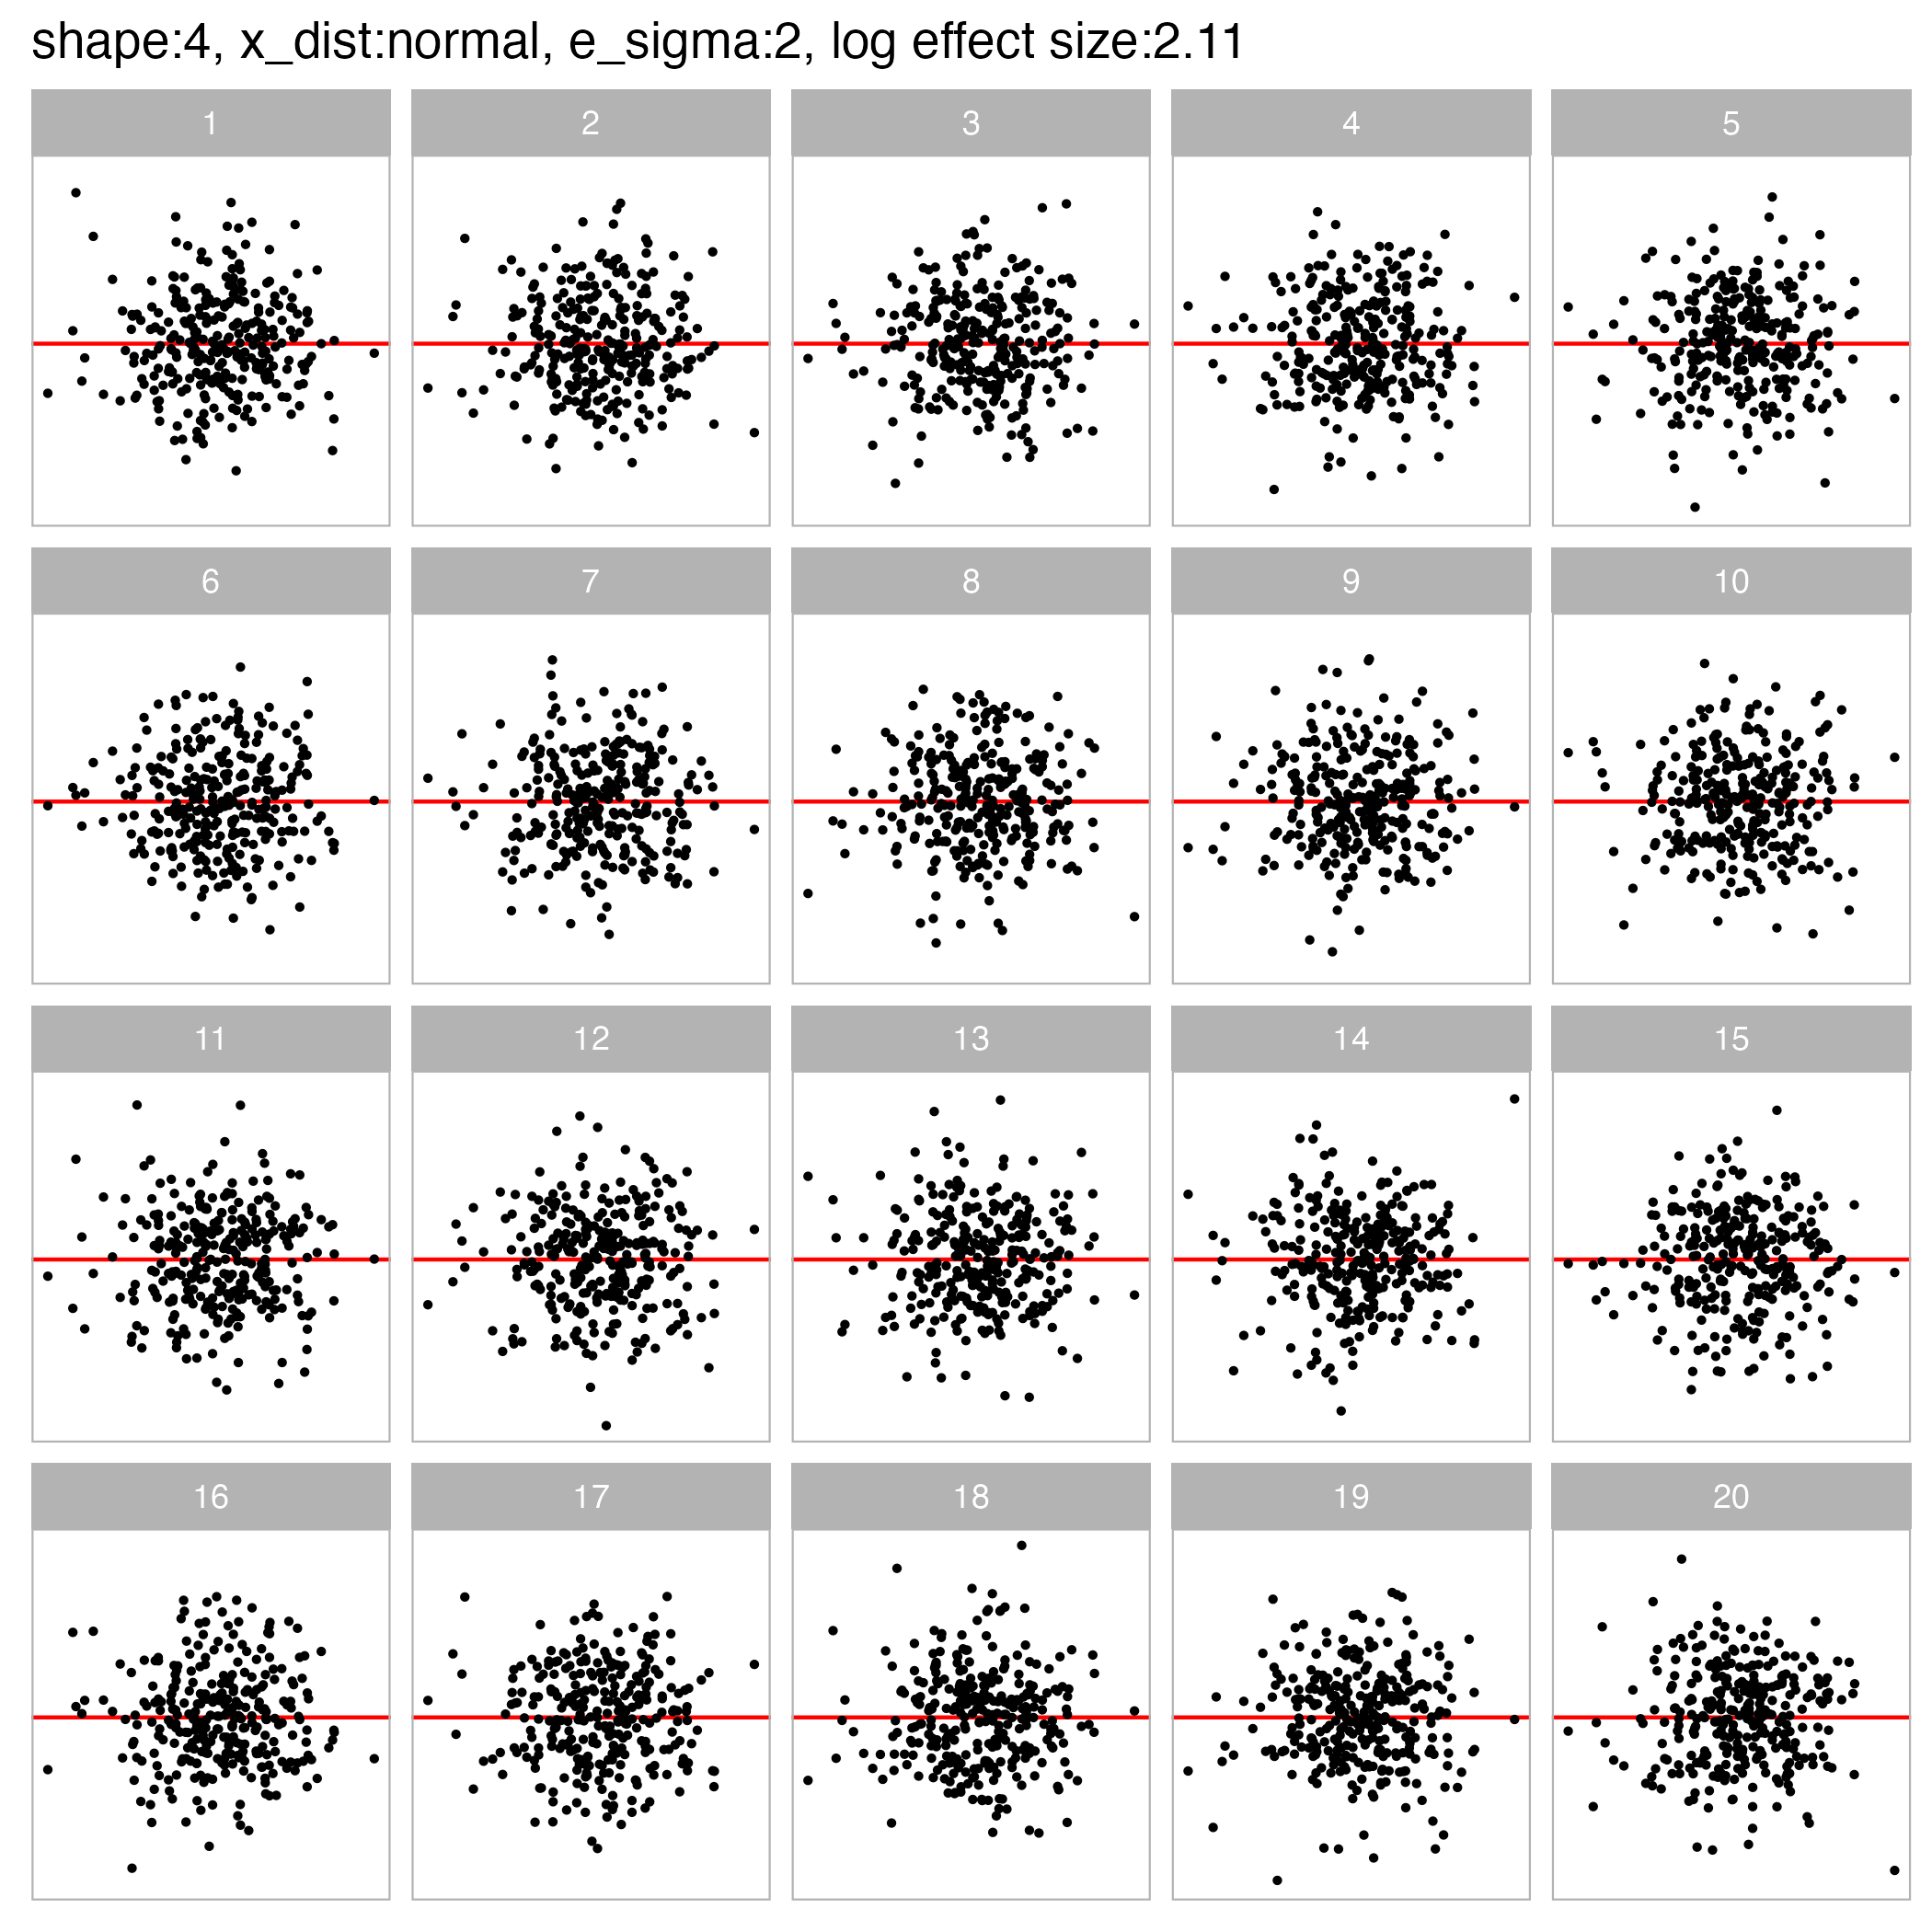 shape:4, x_dist:normal, e_sigma:2, log effect size:2.11
1 2 3 4 5
6 7 8 9 10
11 12 13 14 15
16 17 18 19 20